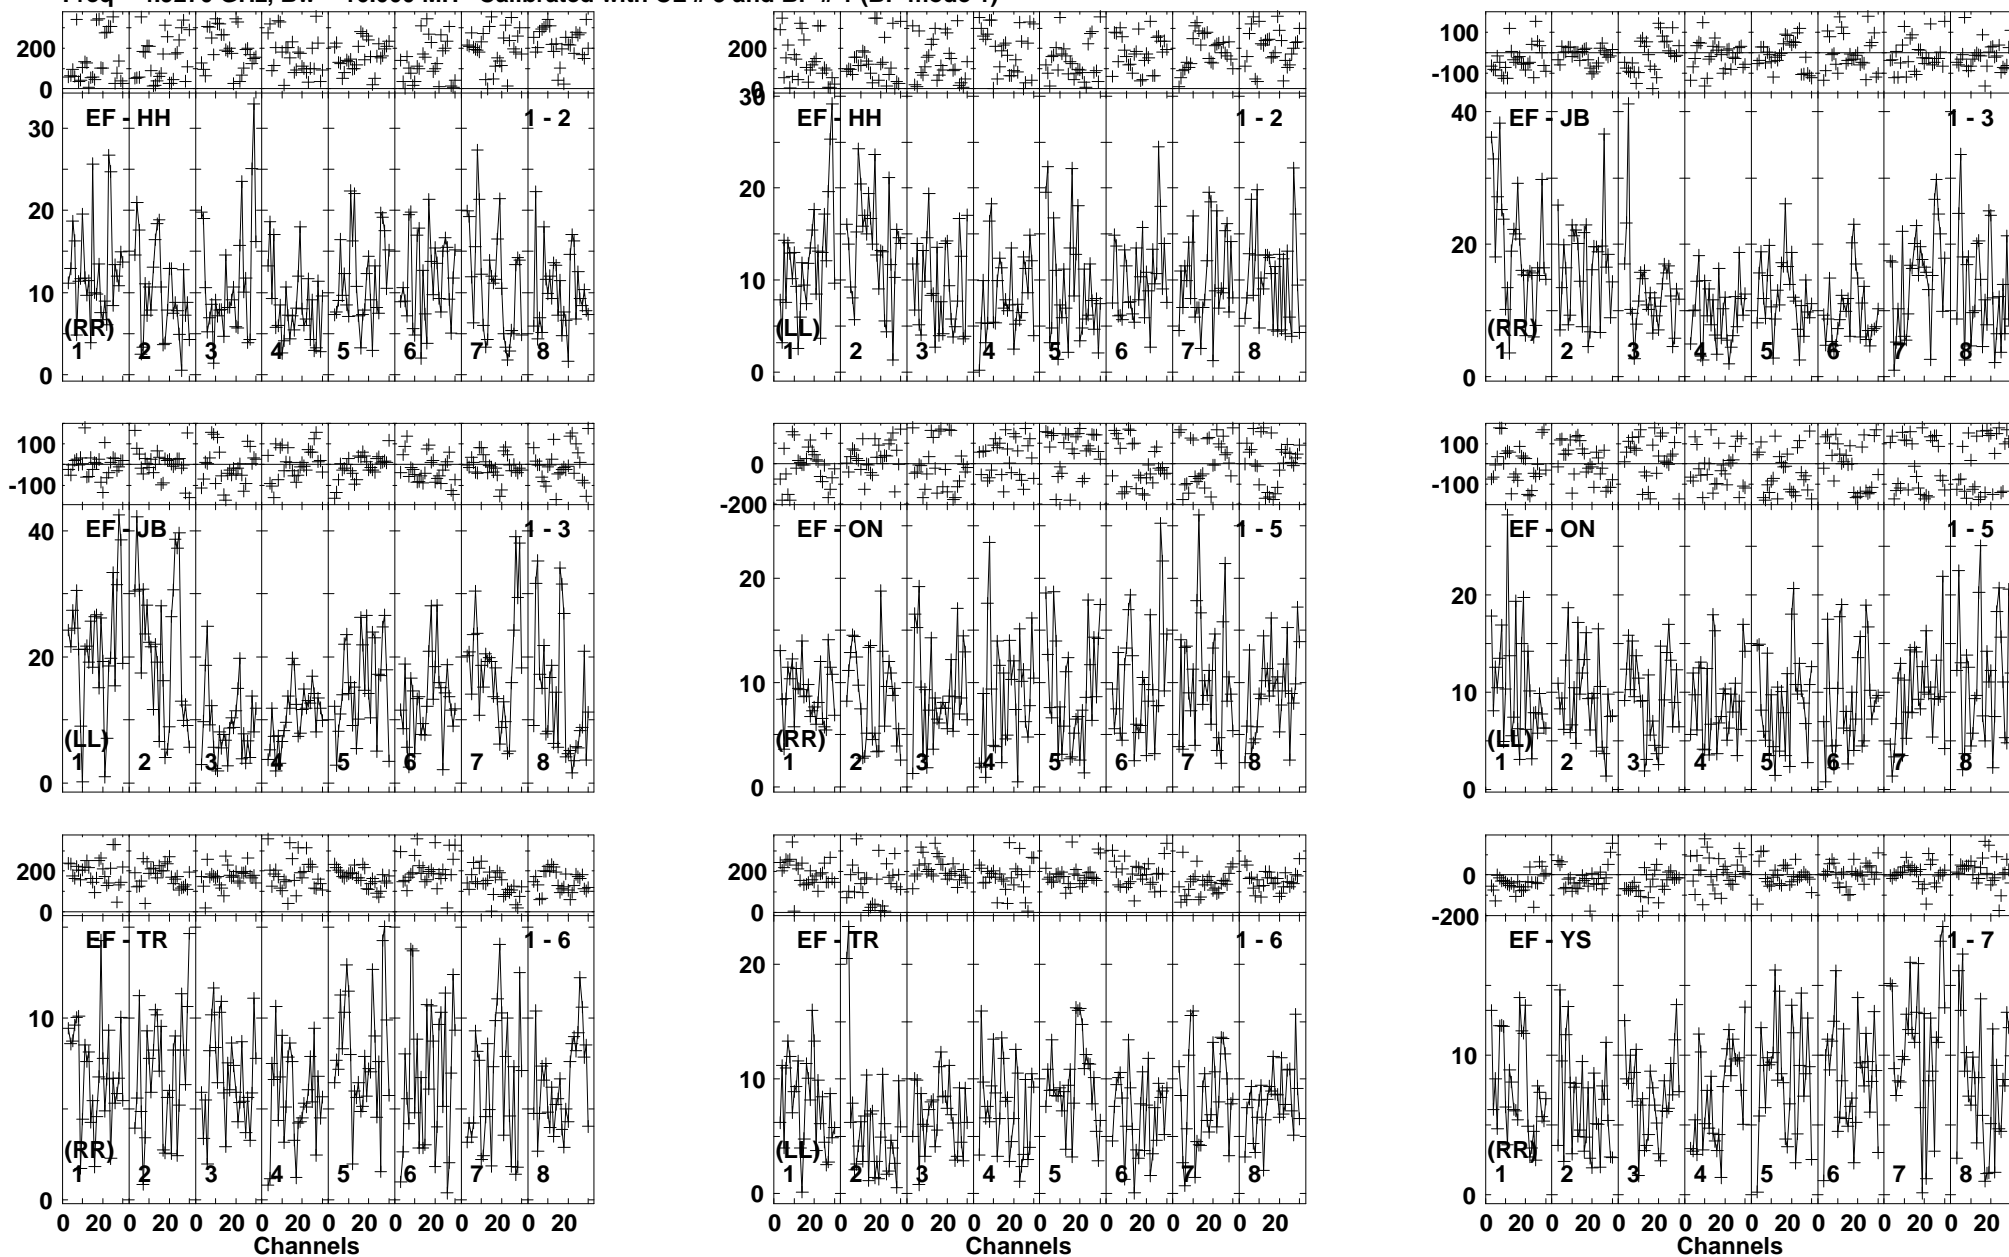 Freq GHz, Calibrated with and
200 0 200 0 100 -100
EF - HH 1 - 2
30 20 10 0
(RR)
1 2 3 4 5 6 7 8
EF - HH 1 - 2
30 20 10 0
(LL)
1 2 3 4 5 6 7 8
EF - JB 1 - 3
40 20 0
(RR)
1 2 3 4 5 6 7 8
100 -100 100 0 -200 100 -100
EF - JB 1 - 3
40 20 0
(LL)
1 2 3 4 5 6 7 8
EF - ON 1 - 5
20 10 0
(RR)
1 2 3 4 5 6 7 8
EF - ON 1 - 5
20 10 0
(LL)
1 2 3 4 5 6 7 8
200 0 200 0 0 -200
EF - TR 1 - 6
10 0
(RR)
1 2 3 4 5 6 7 8
EF - TR 1 - 6
20 10 0
(LL)
1 2 3 4 5 6 7 8
EF - YS 1 - 7
10 0
(RR)
1 2 3 4 5 6 7 8
0 20 0 20 0 20 0 20 0 20 0 20 0 20 0 20
0 20 0 20 0 20 0 20 0 20 0 20 0 20 0 20
0 20 0 20 0 20 0 20 0 20 0 20 0 20 0 20
Channels Channels Channels